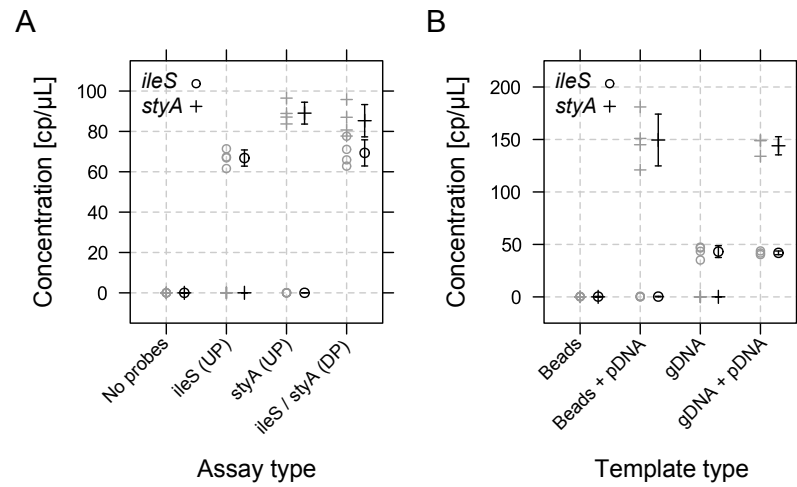 A
ileS
styA
Concentration [cp/µL]
100
80
60
40
20
0
No probes
ileS (UP)
styA (UP)
ileS / styA (DP)
Assay type
B
ileS
styA
Concentration [cp/µL]
200
150
100
50
0
Beads
Beads + pDNA
gDNA
gDNA + pDNA
Template type